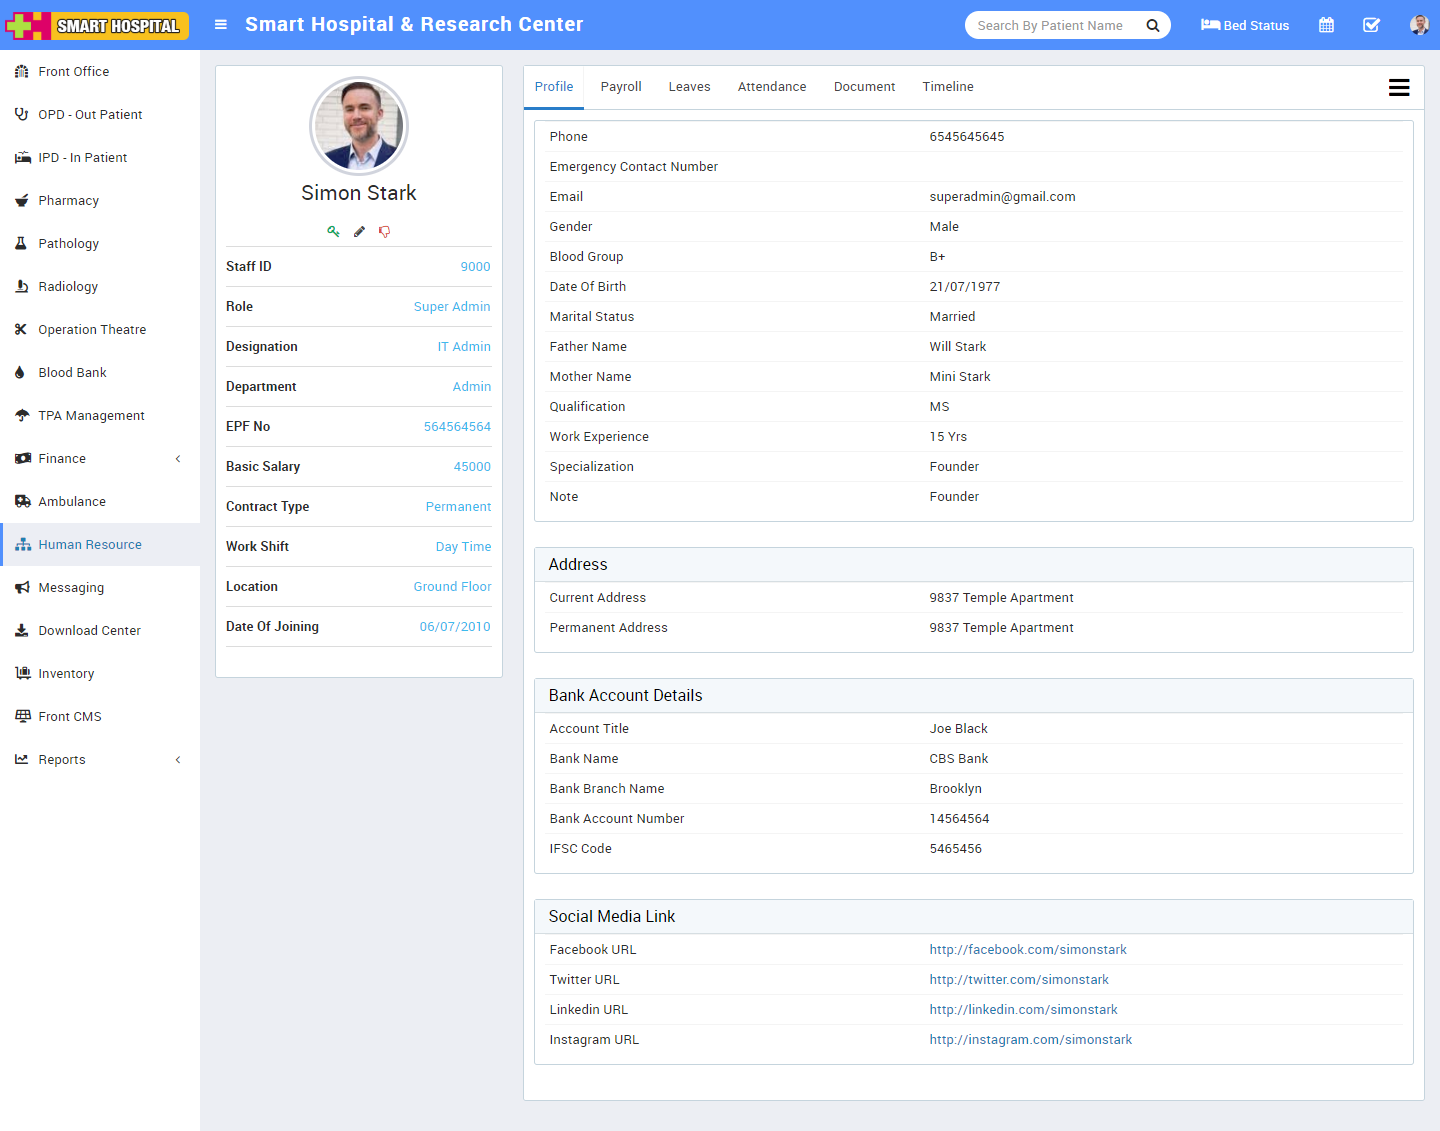 SMART HOSPITAL
Smart Hospital & Research Center
Search By Patient Name
Bed Status
Front Office
OPD - Out Patient
IPD - In Patient
Pharmacy
Pathology
Radiology
Operation Theatre
Blood Bank
TPA Management
Finance
Ambulance
Human Resource
Messaging
Download Center
Inventory
Front CMS
Reports
Simon Stark
Staff ID 9000
Role Super Admin
Designation IT Admin
Department Admin
EPF No 564564564
Basic Salary 45000
Contract Type Permanent
Work Shift Day Time
Location Ground Floor
Date Of Joining 06/07/2010
Profile Payroll Leaves Attendance Document Timeline
Phone 6545645645
Emergency Contact Number
Email superadmin@gmail.com
Gender Male
Blood Group B+
Date Of Birth 21/07/1977
Marital Status Married
Father Name Will Stark
Mother Name Mini Stark
Qualification MS
Work Experience 15 Yrs
Specialization Founder
Note Founder
Address
Current Address 9837 Temple Apartment
Permanent Address 9837 Temple Apartment
Bank Account Details
Account Title Joe Black
Bank Name CBS Bank
Bank Branch Name Brooklyn
Bank Account Number 14564564
IFSC Code 5465456
Social Media Link
Facebook URL http://facebook.com/simonstark
Twitter URL http://twitter.com/simonstark
Linkedin URL http://linkedin.com/simonstark
Instagram URL http://instagram.com/simonstark